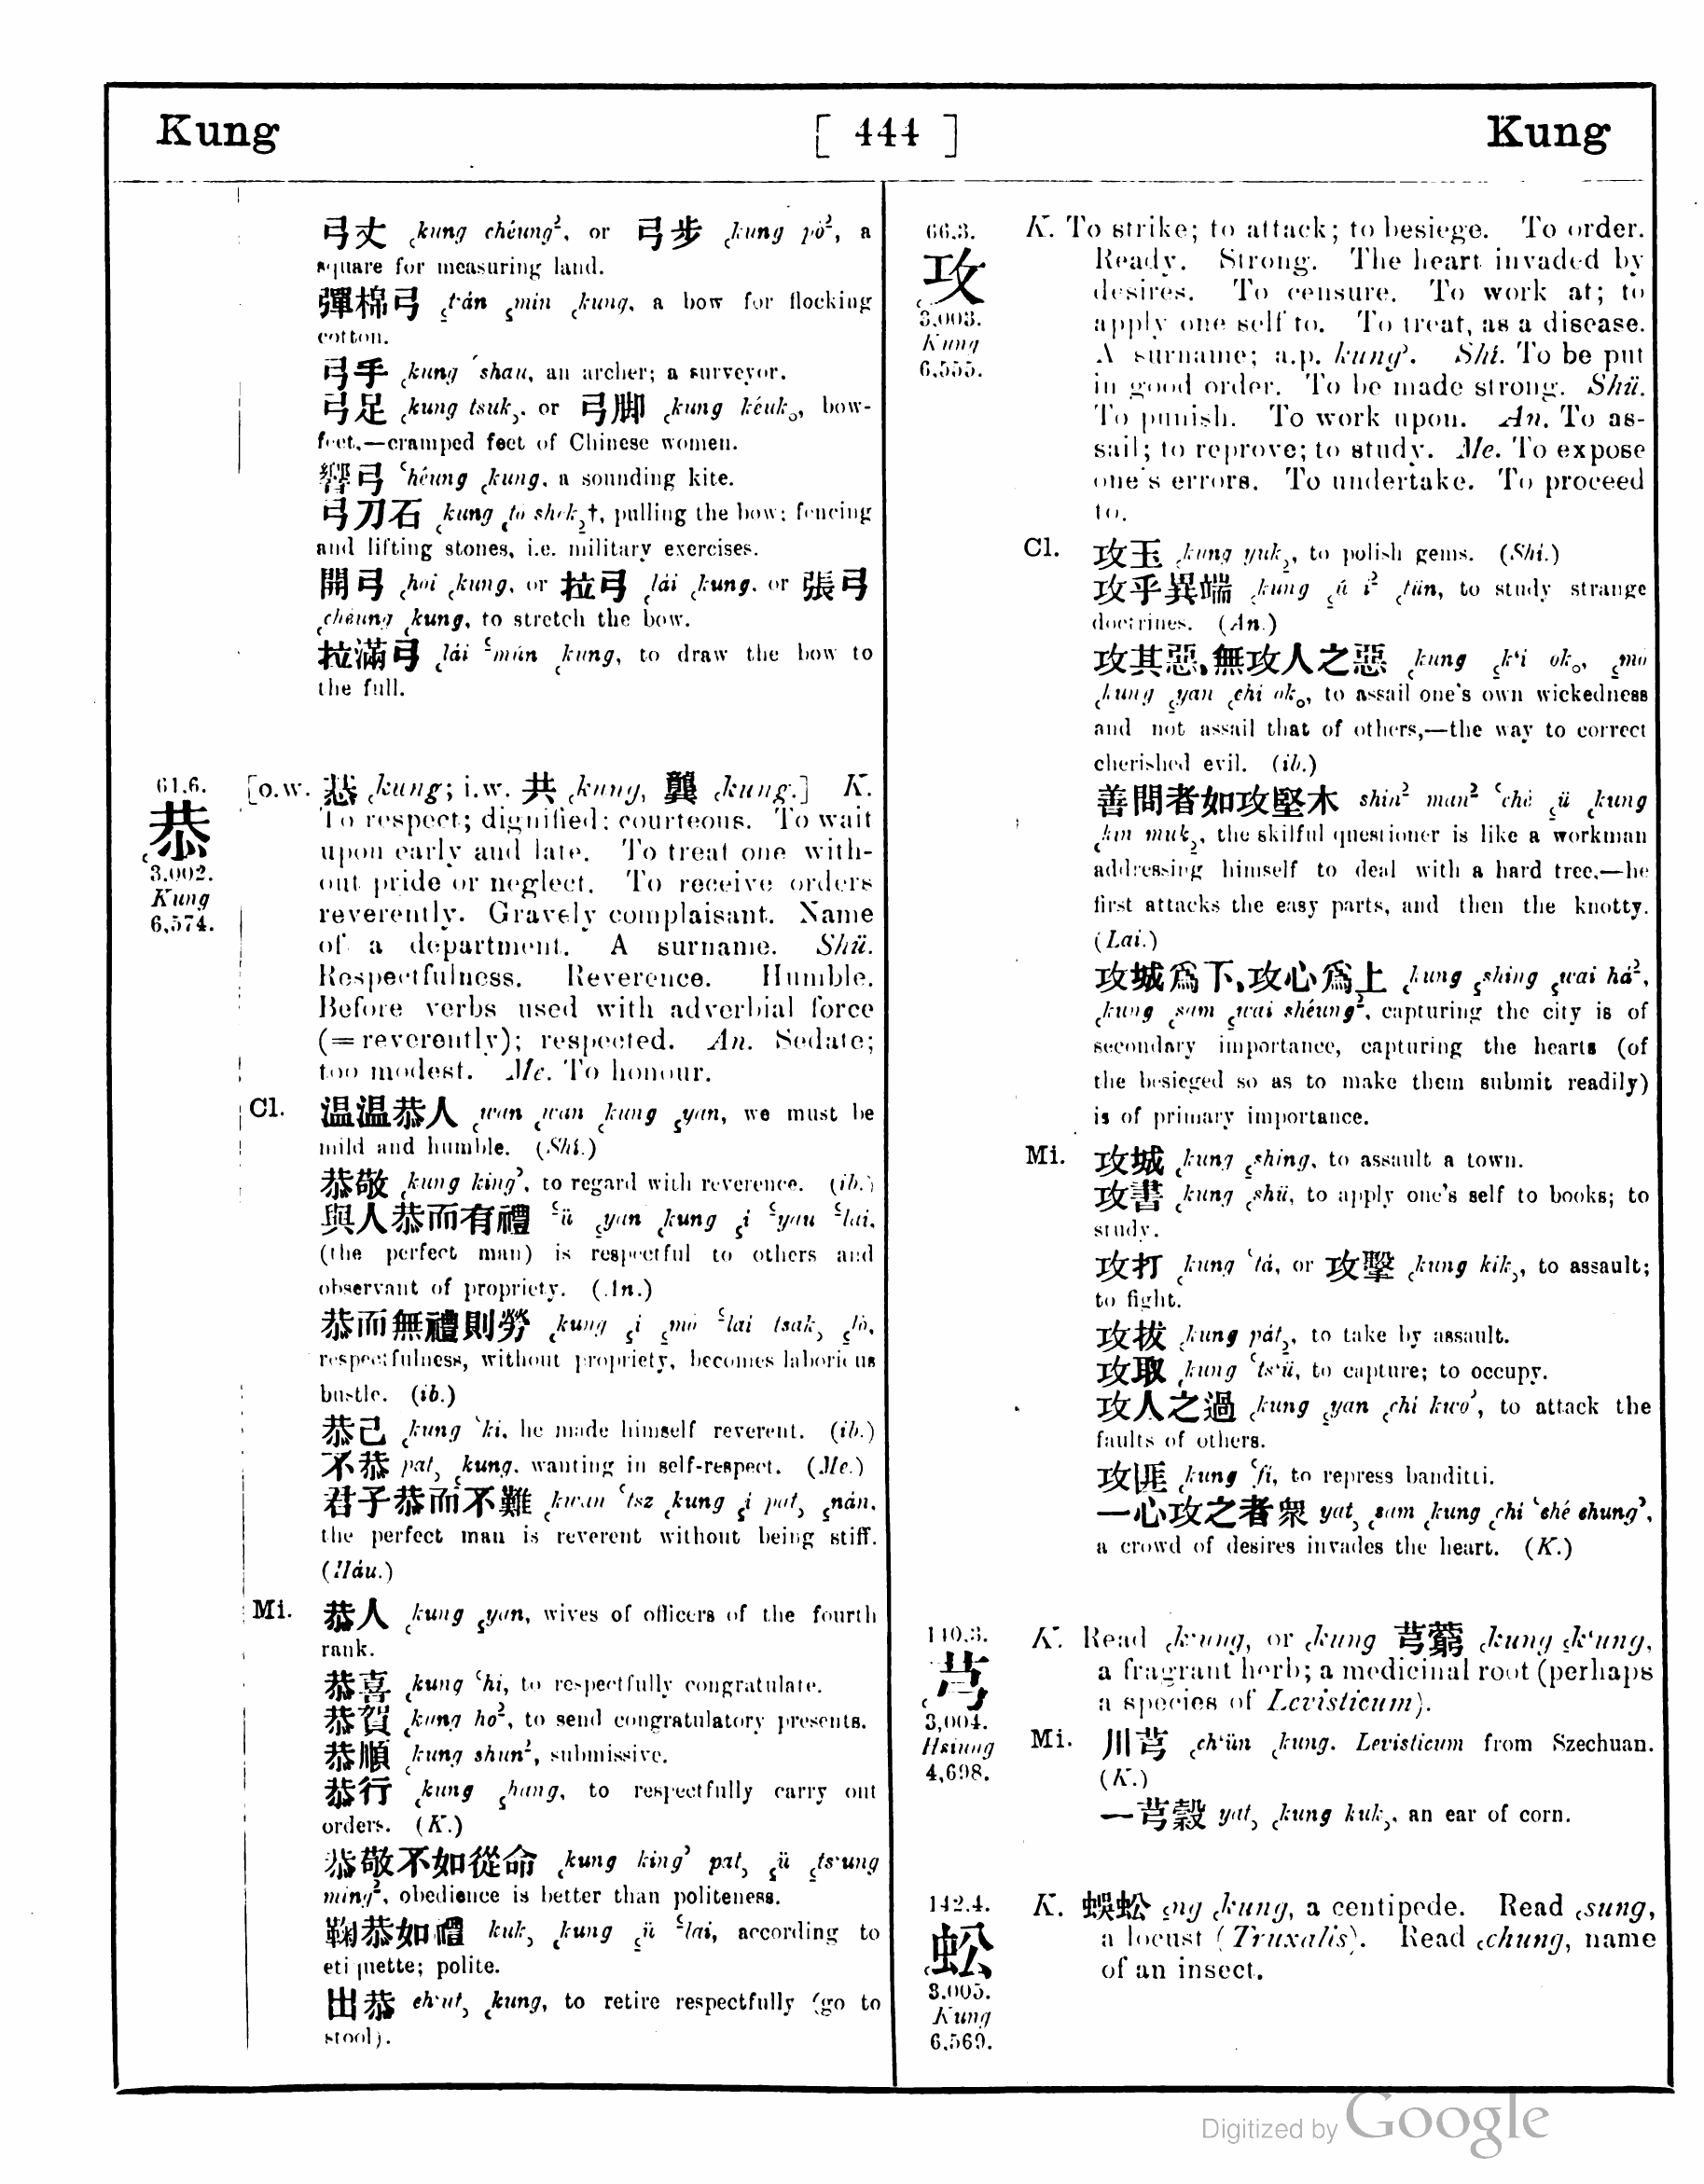 Kung [ 444 ] Kung
弓丈 ꜀kung chéung², or 弓步 ꜀kung pò², a
square for measuring land.
彈棉弓 ꜁t‘án ꜁min ꜀kung, a bow for flocking
cotton.
弓手 ꜀kung ʿshau, an archer; a surveyor.
弓足 ꜀kung tsuk꜆, or 弓脚 ꜀kung kéuk₀, bow-
feet,—cramped feet of Chinese women.
響弓 ʿhéung ꜀kung, a sounding kite.
弓刀石 ꜀kung ꜀tò shek꜇†, pulling the bow; fencing
and lifting stones, i.e. military exercises.
開弓 ꜀hoi ꜀kung, or 拉弓 ꜀lái ꜀kung, or 張弓
꜀chéung ꜀kung, to stretch the bow.
拉滿弓 ꜀lái ꜃mún ꜀kung, to draw the bow to
the full.
61.6.
恭
3,002.
Kung
6,574.
[o.w. 㳟 ꜀kung; i.w. 共 ꜀kung, 龔 ꜀kung.] K.
To respect; dignified; courteous. To wait
upon early and late. To treat one with-
out pride or neglect. To receive orders
reverently. Gravely complaisant. Name
of a department. A surname. Shü.
Respectfulness. Reverence. Humble.
Before verbs used with adverbial force
(=reverently); respected. An. Sedate;
too modest. Me. To honour.
Cl. 温温恭人 ꜀wan ꜀wan ꜀kung ꜁yan, we must be
mild and humble. (Shi.)
恭敬 ꜀kung king꜄, to regard with reverence. (ib.)
與人恭而有禮 ꜃ü ꜁yan ꜀kung ꜁i ꜃yau ꜃lai,
(the perfect man) is respectful to others and
observant of propriety. (An.)
恭而無禮則勞 ꜀kung ꜁i ꜁mò ꜃lai tsak꜆ ꜁lò,
respectfulness, without propriety, becomes laborious
bustle. (ib.)
恭己 ꜀kung ʿki, he made himself reverent. (ib.)
不恭 pat꜆ ꜀kung, wanting in self-respect. (Me.)
君子恭而不難 ꜀kwan ʿtsz ꜀kung ꜁i pat꜆ ꜁nán,
the perfect man is reverent without being stiff.
(Háu.)
Mi. 恭人 ꜀kung ꜁yan, wives of officers of the fourth
rank.
恭喜 ꜀kung ʿhi, to respectfully congratulate.
恭賀 ꜀kung ho², to send congratulatory presents.
恭順 ꜀kung shun², submissive.
恭行 ꜀kung ꜁hang, to respectfully carry out
orders. (K.)
恭敬不如從命 ꜀kung king꜄ pat꜆ ꜁ü ꜁ts‘ung
ming², obedience is better than politeness.
鞠恭如禮 kuk꜆ ꜀kung ꜁ü ꜃lai, according to
etiquette; polite.
出恭 ch‘ut꜆ ꜀kung, to retire respectfully (go to
stool).
66.3.
攻
3,003.
Kung
6,555.
K. To strike; to attack; to besiege. To order.
Ready. Strong. The heart invaded by
desires. To censure. To work at; to
apply one self to. To treat, as a disease.
A surname; a.p. kung꜄. Shi. To be put
in good order. To be made strong. Shü.
To punish. To work upon. An. To as-
sail; to reprove; to study. Me. To expose
one's errors. To undertake. To proceed
to.
Cl. 攻玉 ꜀kung yuk꜇, to polish gems. (Shi.)
攻乎異端 ꜀kung ꜁ú i² ꜀tün, to study strange
doctrines. (An.)
攻其惡,無攻人之惡 ꜀kung ꜁k‘i ok₀, ꜁mò
꜀kung ꜁yan ꜀chi ok₀, to assail one's own wickedness
and not assail that of others,—the way to correct
cherished evil. (ib.)
善問者如攻堅木 shin² man² ʿché ꜁ü ꜀kung
꜀kin muk꜇, the skilful questioner is like a workman
addressing himself to deal with a hard tree,—he
first attacks the easy parts, and then the knotty.
(Lai.)
攻城爲下,攻心爲上 ꜀kung ꜁shing ꜁wai há²,
꜀kung ꜀sam ꜁wai shéung², capturing the city is of
secondary importance, capturing the hearts (of
the besieged so as to make them submit readily)
is of primary importance.
Mi. 攻城 ꜀kung ꜁shing, to assault a town.
攻書 ꜀kung ꜀shü, to apply one's self to books; to
study.
攻打 ꜀kung ʿtá, or 攻擊 ꜀kung kik꜆, to assault;
to fight.
攻拔 ꜀kung pát꜇, to take by assault.
攻取 ꜀kung ʿts‘ü, to capture; to occupy.
攻人之過 ꜀kung ꜁yan ꜀chi kwo꜄, to attack the
faults of others.
攻匪 ꜀kung ʿfi, to repress banditti.
一心攻之者衆 yat꜆ ꜀sam ꜀kung ꜀chi ʿché chung꜄,
a crowd of desires invades the heart. (K.)
140.3.
芎
3,004.
Hsiung
4,698.
K. Read ꜀k‘ung, or ꜀kung 芎藭 ꜀kung ꜁k‘ung,
a fragrant herb; a medicinal root (perhaps
a species of Levisticum).
Mi. 川芎 ꜀ch‘ün ꜀kung. Levisticum from Szechuan.
(K.)
一芎穀 yat꜆ ꜀kung kuk꜆, an ear of corn.
142.4.
蚣
3,005.
Kung
6,569.
K. 蜈蚣 ꜁ng ꜀kung, a centipede. Read ꜀sung,
a locust (Truxalis). Read ꜀chung, name
of an insect.
Digitized by Google